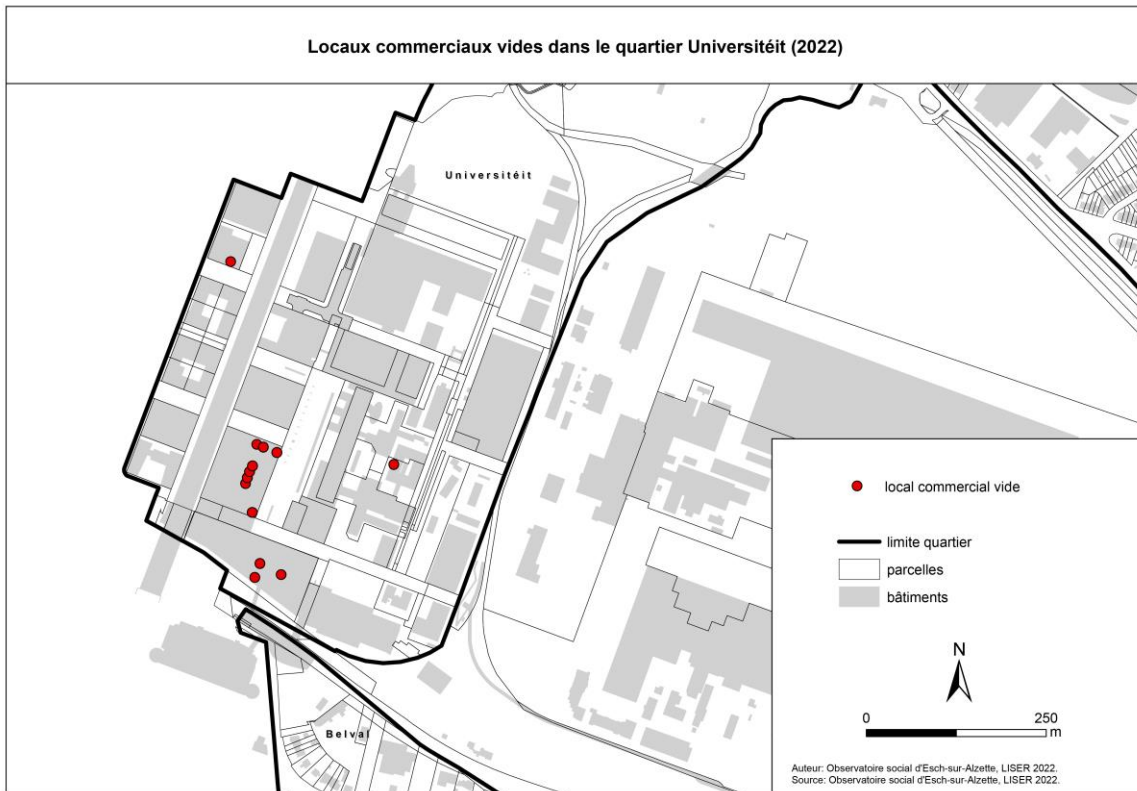 Locaux commerciaux vides dans le quartier Universitéit (2022)
Universitéit
Belval
local commercial vide
limite quartier
parcelles
bâtiments
N
0 250
m
Auteur: Observatoire social d'Esch-sur-Alzette, LISER 2022.
Source: Observatoire social d'Esch-sur-Alzette, LISER 2022.